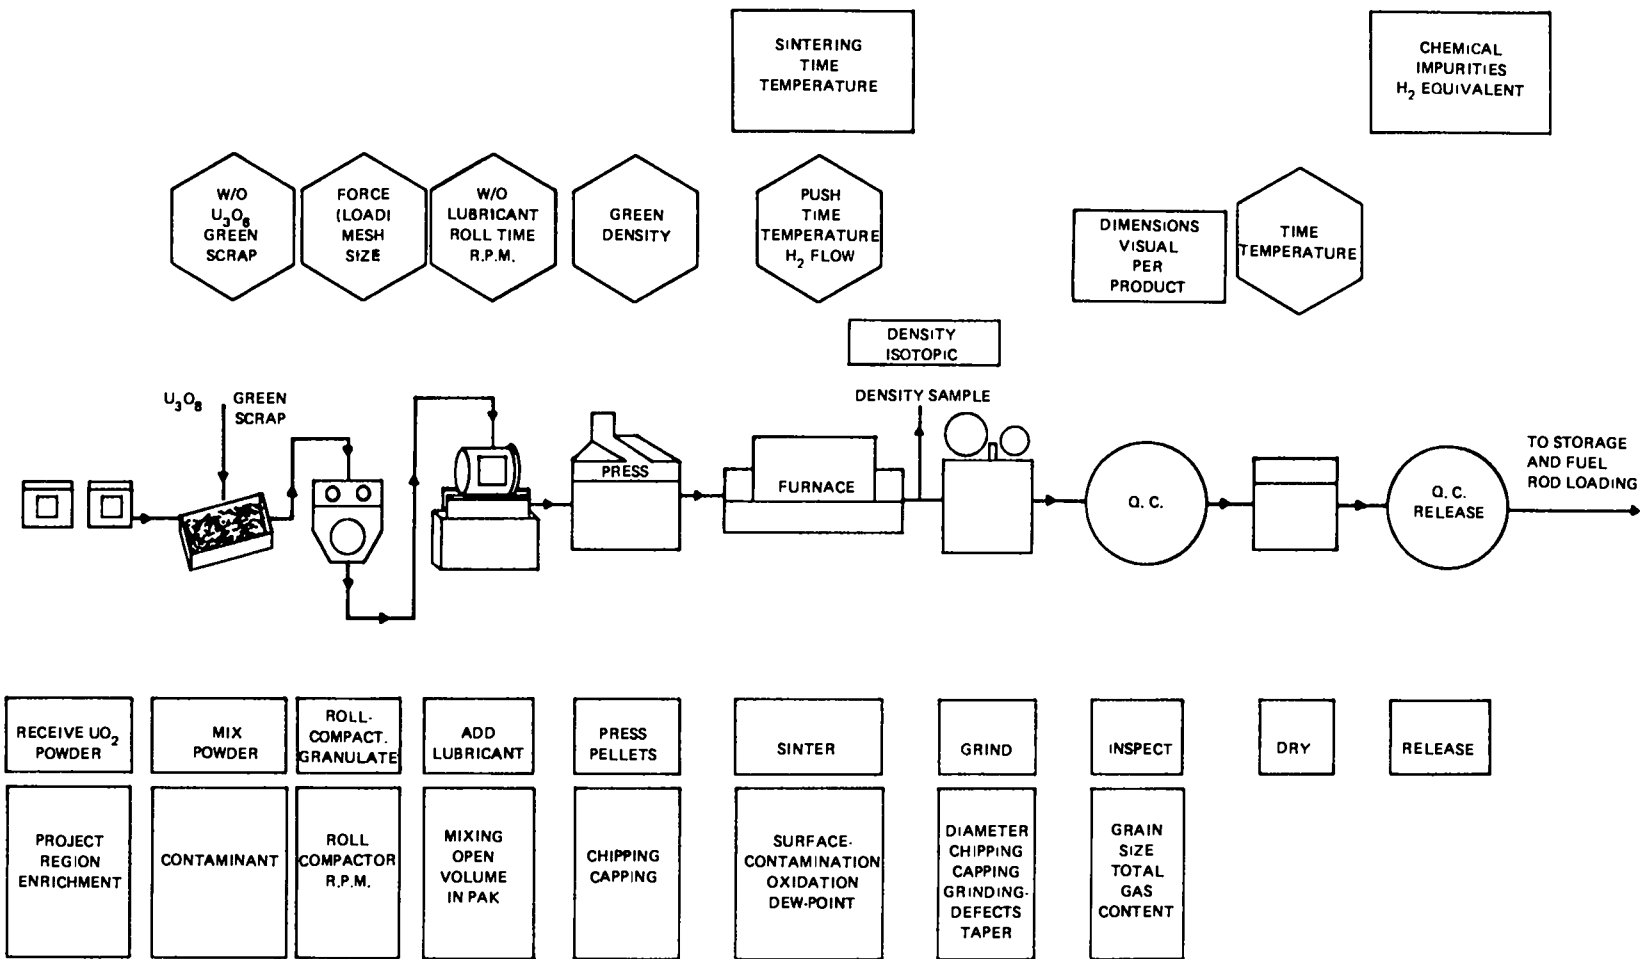 SINTERING
TIME
TEMPERATURE
CHEMICAL
IMPURITIES
H₂ EQUIVALENT
W/O
U₃O₈
GREEN
SCRAP
FORCE
(LOADI
MESH
SIZE
W/O
LUBRICANT
ROLL TIME
R.P.M.
GREEN
DENSITY
PUSH
TIME
TEMPERATURE
H₂ FLOW
DIMENSIONS
VISUAL
PER
PRODUCT
TIME
TEMPERATURE
DENSITY
ISOTOPIC
U₃O₈
GREEN
SCRAP
DENSITY SAMPLE
PRESS
FURNACE
Q.C.
Q.C.
RELEASE
TO STORAGE
AND FUEL
ROD LOADING
RECEIVE UO₂
POWDER
MIX
POWDER
ROLL-
COMPACT.
GRANULATE
ADD
LUBRICANT
PRESS
PELLETS
SINTER
GRIND
INSPECT
DRY
RELEASE
PROJECT
REGION
ENRICHMENT
CONTAMINANT
ROLL
COMPACTOR
R.P.M.
MIXING
OPEN
VOLUME
IN PAK
CHIPPING
CAPPING
SURFACE-
CONTAMINATION
OXIDATION
DEW-POINT
DIAMETER
CHIPPING
CAPPING
GRINDING-
DEFECTS
TAPER
GRAIN
SIZE
TOTAL
GAS
CONTENT